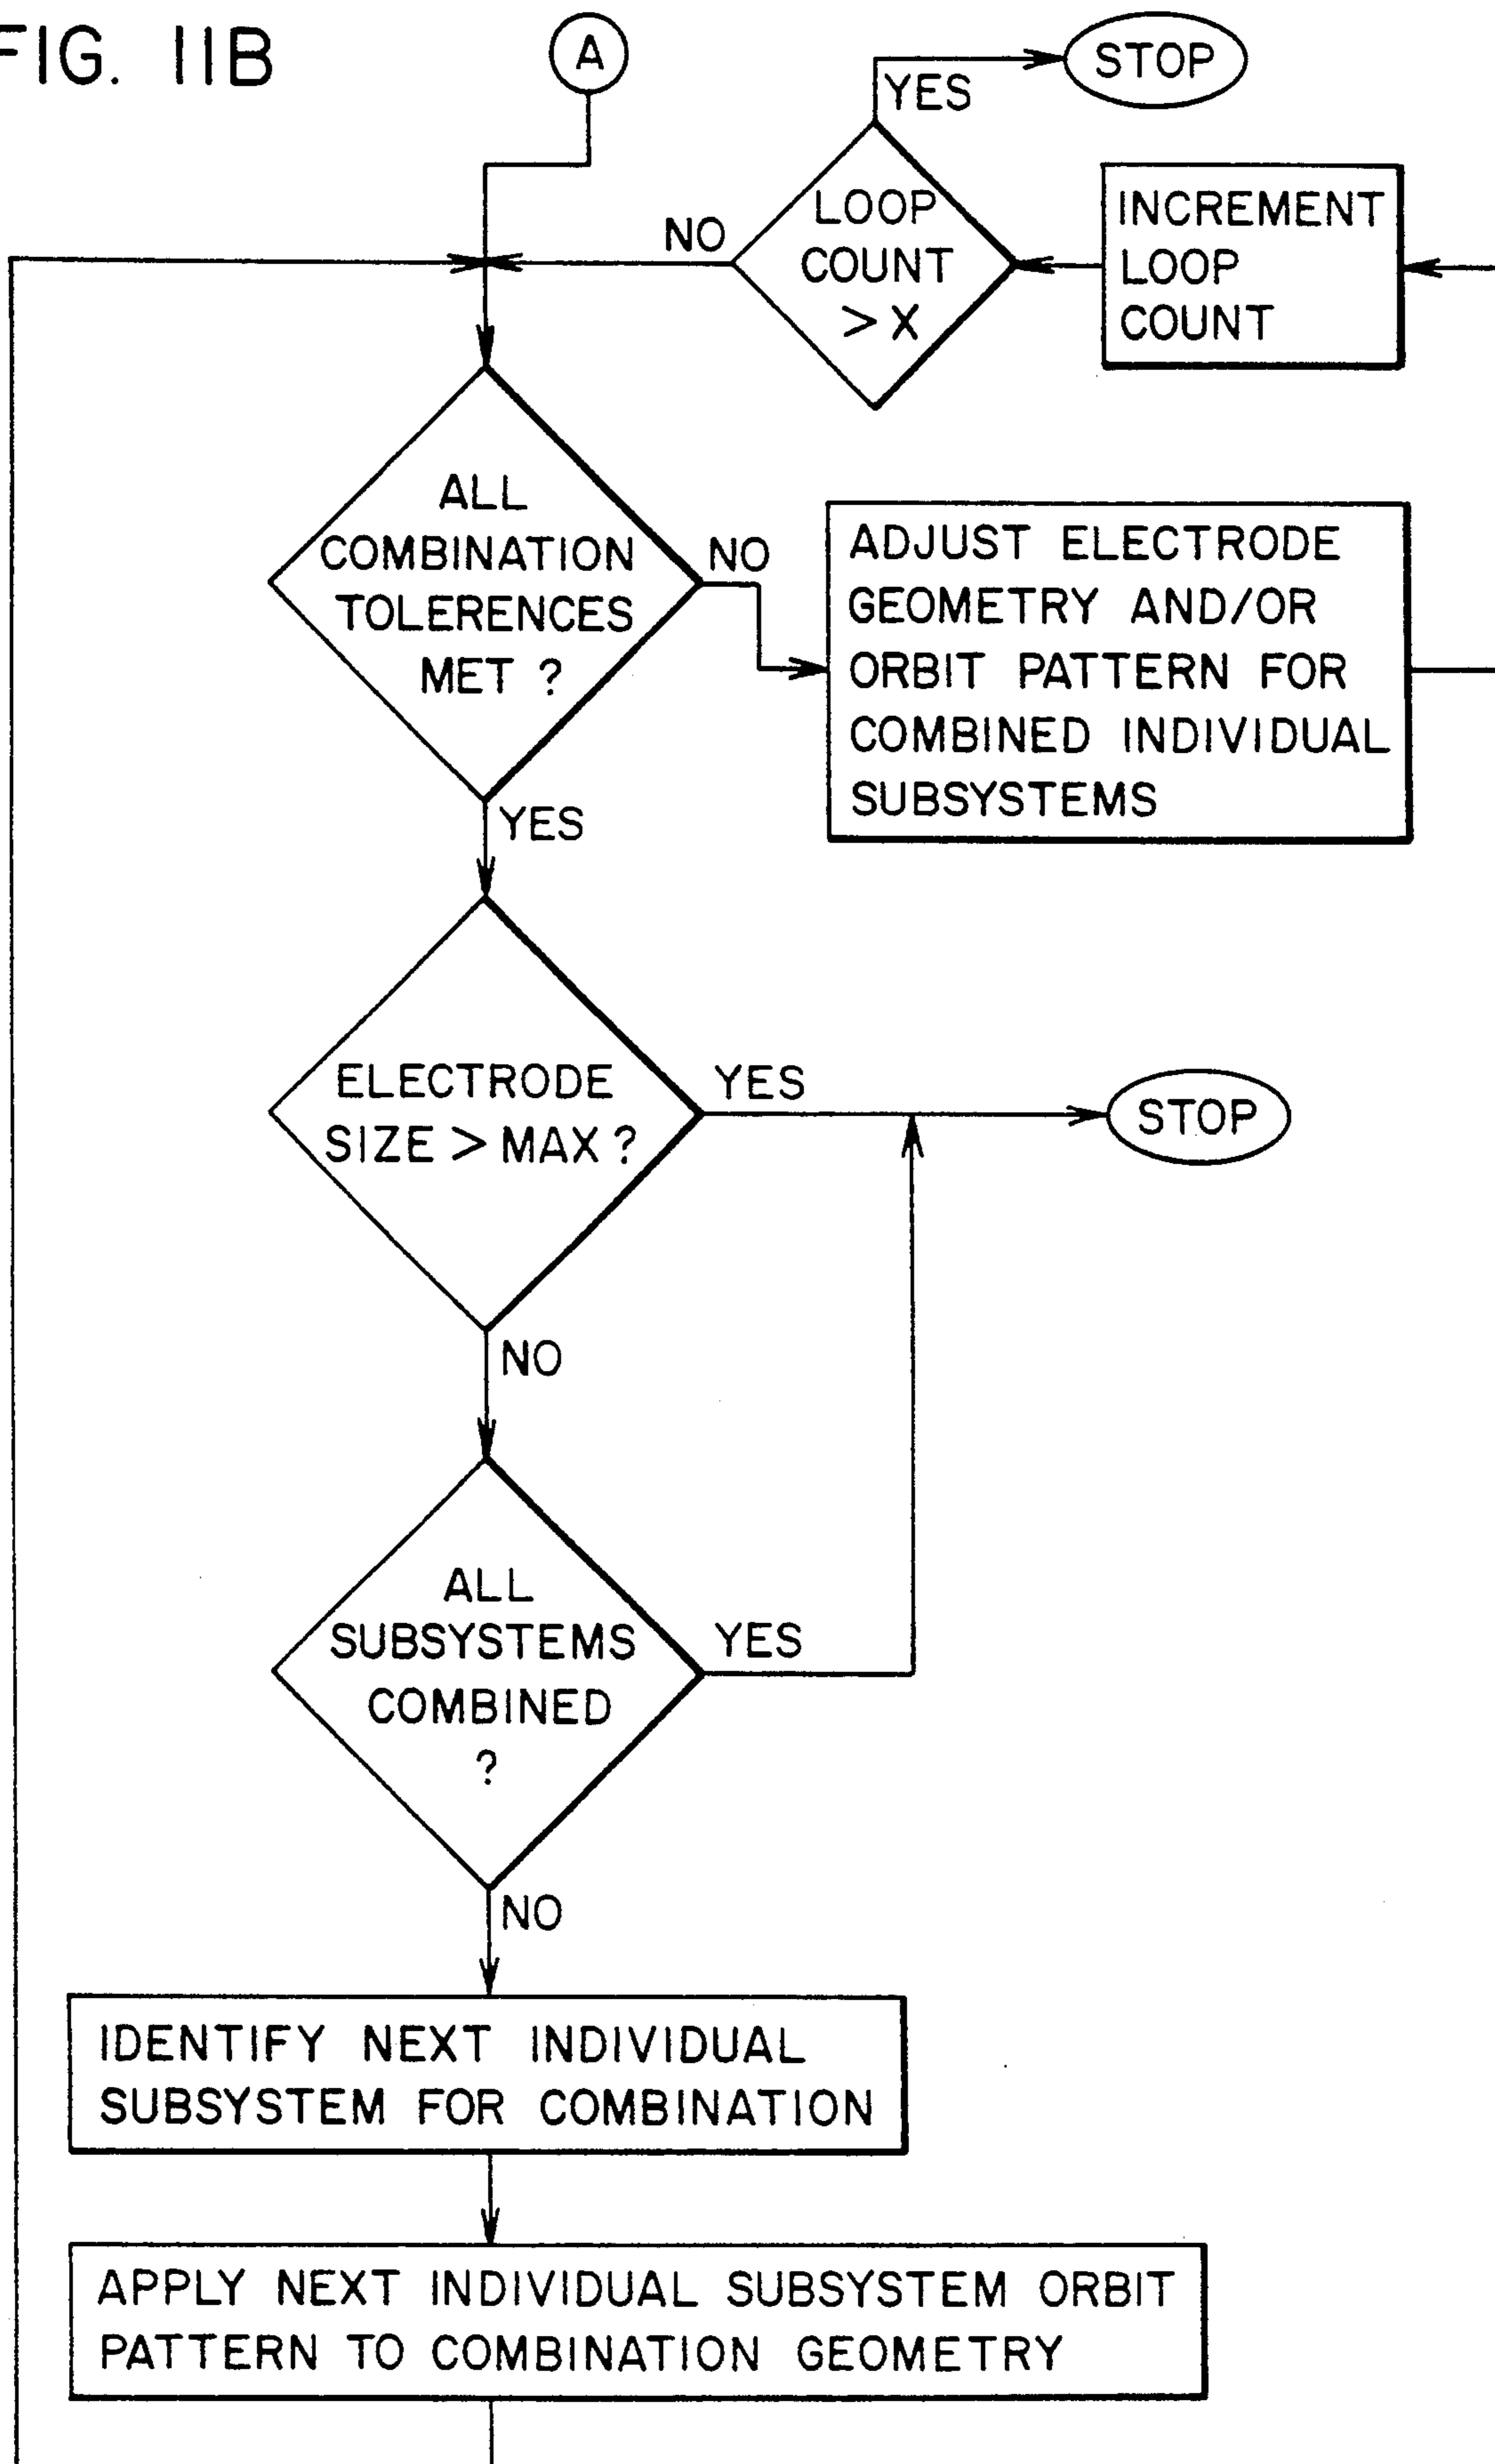 FIG. 11B
A
STOP
YES
LOOP
COUNT
> X
NO
INCREMENT
LOOP
COUNT
ALL
COMBINATION
TOLERENCES
MET ?
NO
ADJUST ELECTRODE
GEOMETRY AND/OR
ORBIT PATTERN FOR
COMBINED INDIVIDUAL
SUBSYSTEMS
YES
ELECTRODE
SIZE > MAX ?
YES
STOP
NO
ALL
SUBSYSTEMS
COMBINED
?
YES
NO
IDENTIFY NEXT INDIVIDUAL
SUBSYSTEM FOR COMBINATION
APPLY NEXT INDIVIDUAL SUBSYSTEM ORBIT
PATTERN TO COMBINATION GEOMETRY